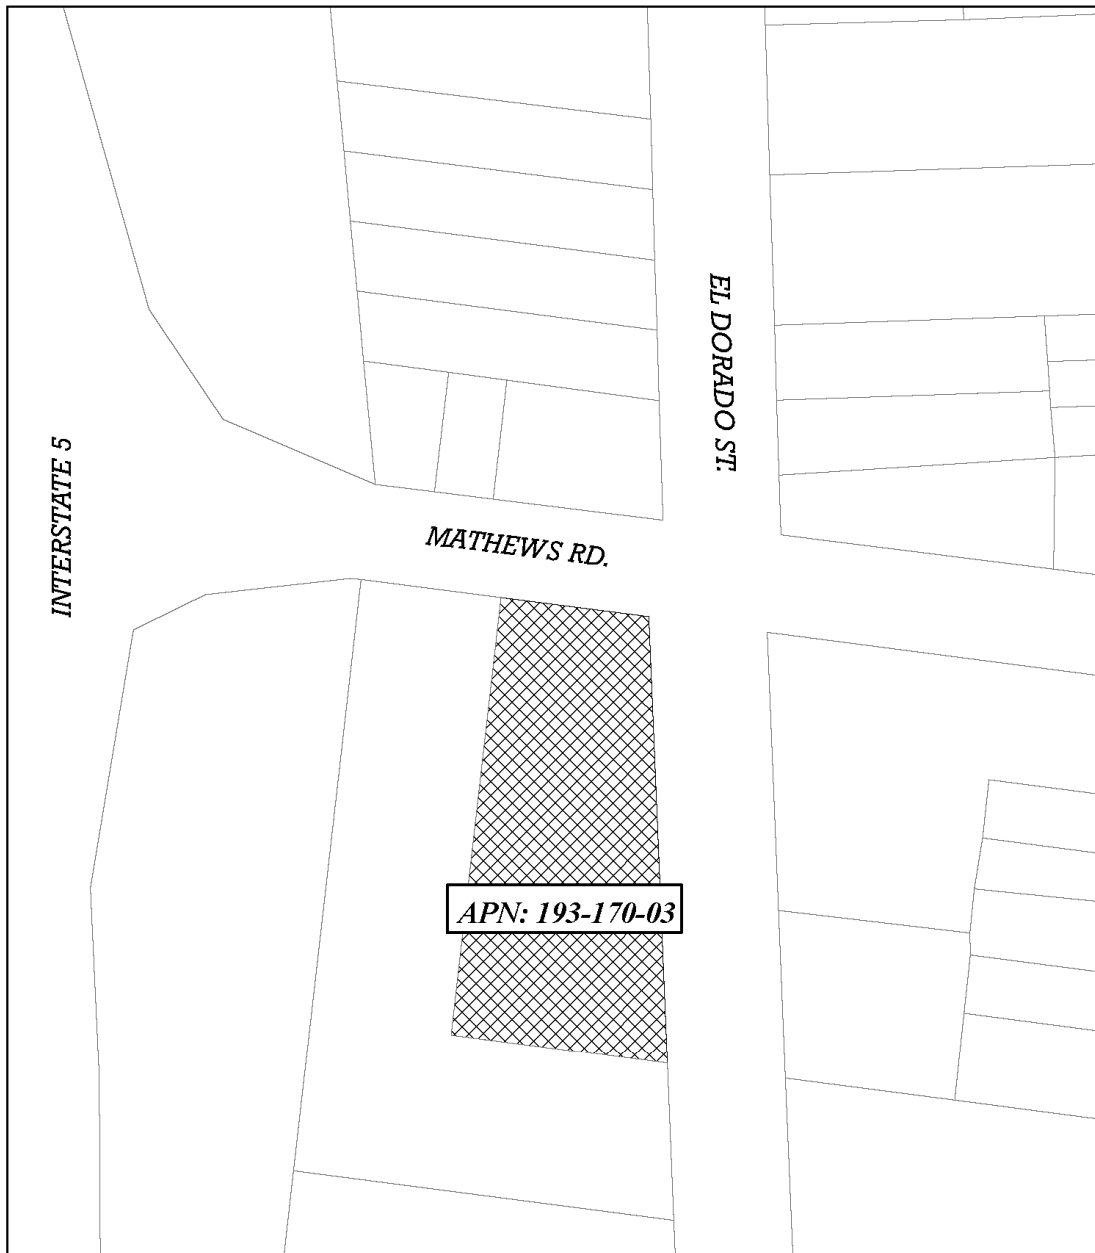 EL DORADO ST.
INTERSTATE 5
MATHEWS RD.
APN: 193-170-03